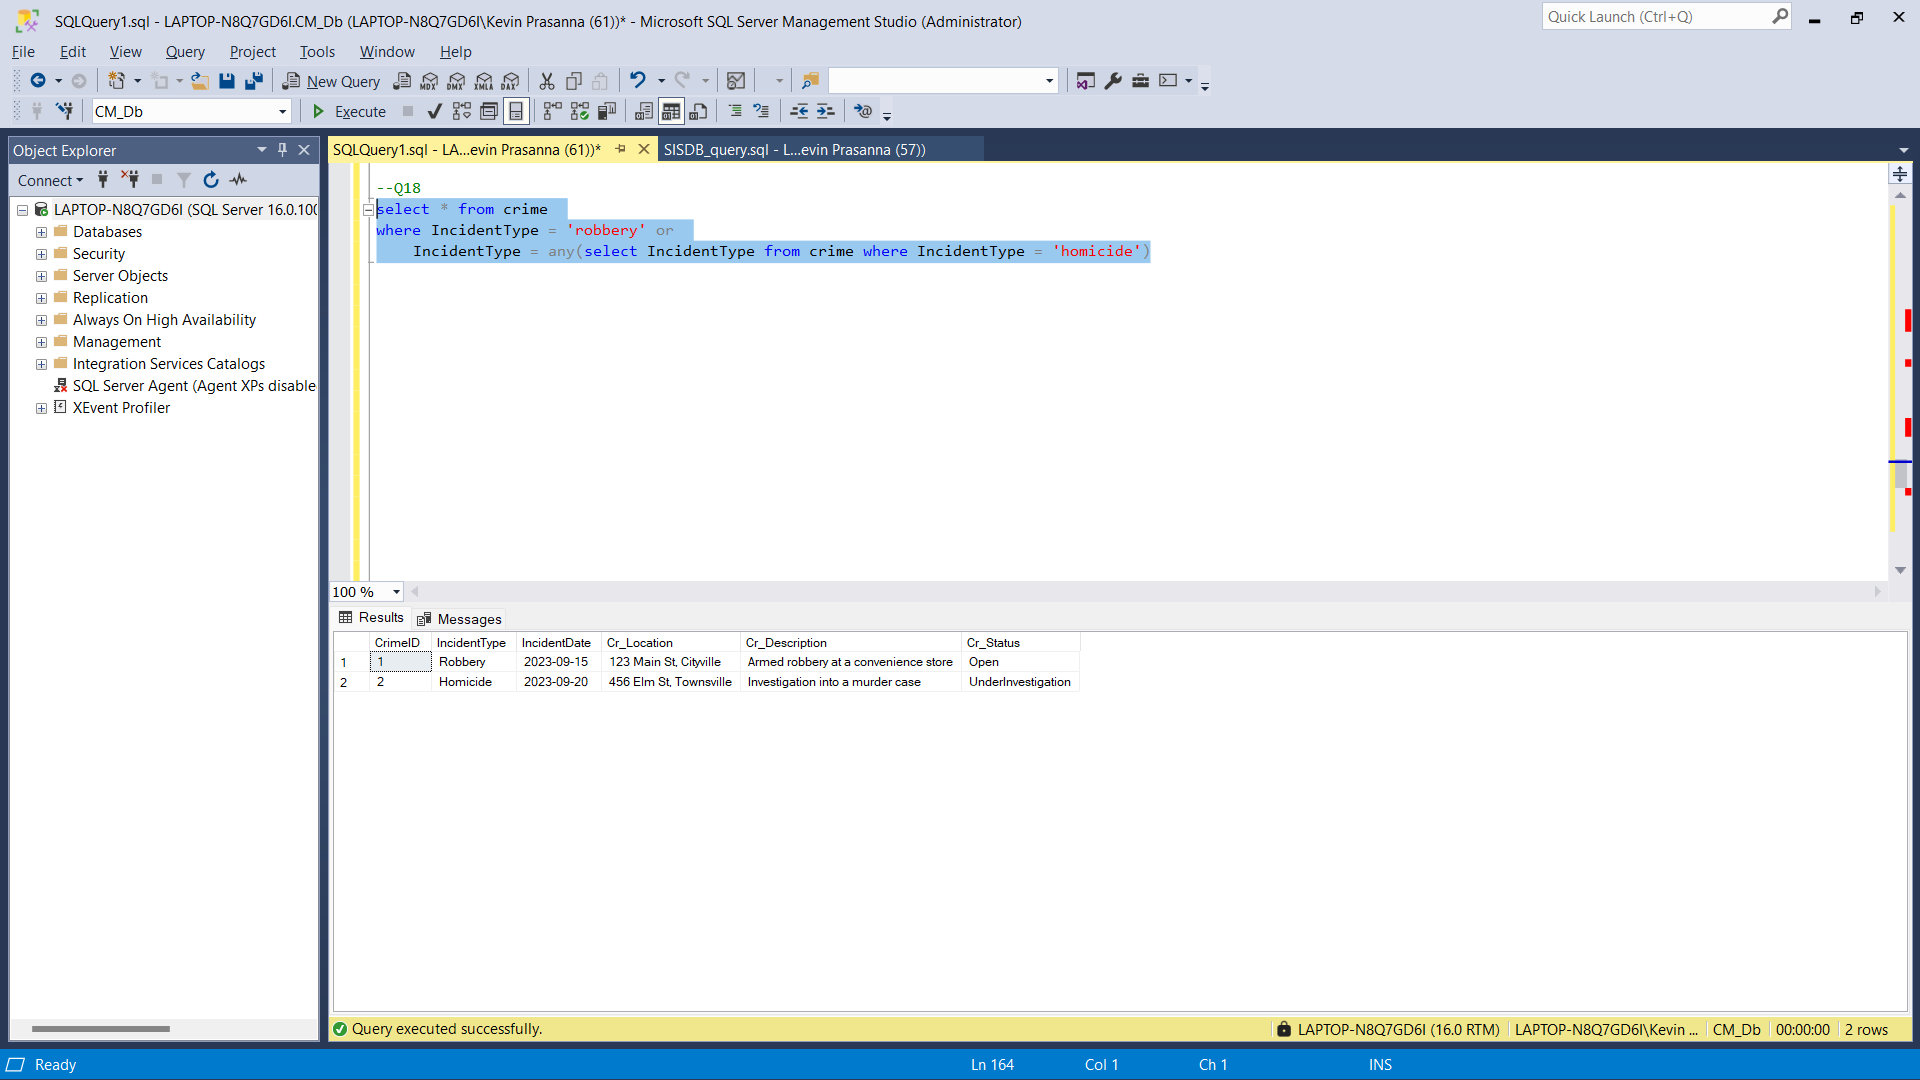 SQLQuery1.sql - LAPTOP-N8Q7GD6I.CM_Db (LAPTOP-N8Q7GD6I\Kevin Prasanna (61))* - Microsoft SQL Server Management Studio (Administrator)
Quick Launch (Ctrl+Q)
File Edit View Query Project Tools Window Help
New Query MDX DMX XMLA DAX
CM_Db Execute
Object Explorer
SQLQuery1.sql - LA...evin Prasanna (61))* SISDB_query.sql - L...evin Prasanna (57))
Connect
LAPTOP-N8Q7GD6I (SQL Server 16.0.100
Databases
Security
Server Objects
Replication
Always On High Availability
Management
Integration Services Catalogs
SQL Server Agent (Agent XPs disable
XEvent Profiler
--Q18
select * from crime
where IncidentType = 'robbery' or
IncidentType = any(select IncidentType from crime where IncidentType = 'homicide')
100 %
Results Messages
CrimeID IncidentType IncidentDate Cr_Location Cr_Description Cr_Status
1 1 Robbery 2023-09-15 123 Main St, Cityville Armed robbery at a convenience store Open
2 2 Homicide 2023-09-20 456 Elm St, Townsville Investigation into a murder case UnderInvestigation
Query executed successfully.
LAPTOP-N8Q7GD6I (16.0 RTM) LAPTOP-N8Q7GD6I\Kevin ... CM_Db 00:00:00 2 rows
Ready Ln 164 Col 1 Ch 1 INS